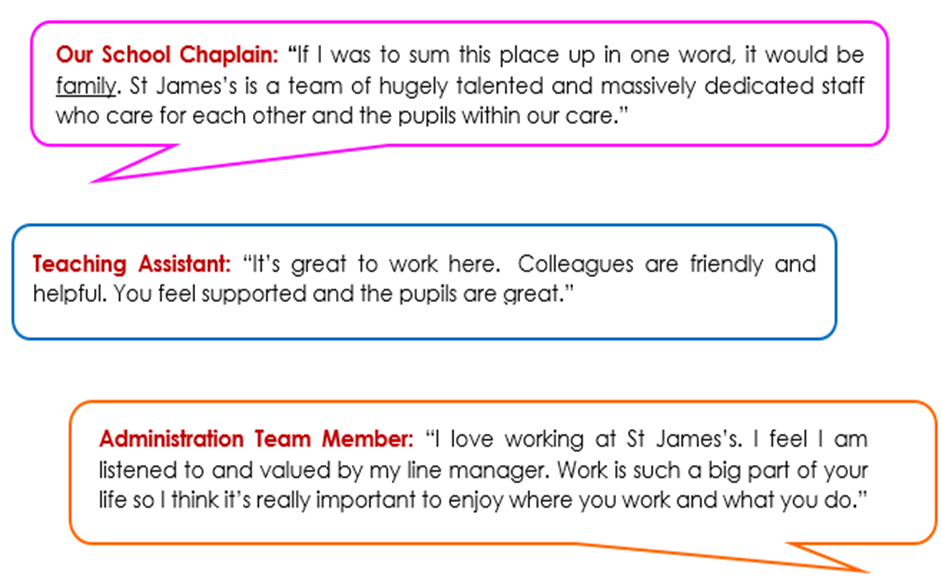 Our School Chaplain: “If I was to sum this place up in one word, it would be
family. St James’s is a team of hugely talented and massively dedicated staff
who care for each other and the pupils within our care.”
Teaching Assistant: “It’s great to work here. Colleagues are friendly and
helpful. You feel supported and the pupils are great.”
Administration Team Member: “I love working at St James’s. I feel I am
listened to and valued by my line manager. Work is such a big part of your
life so I think it’s really important to enjoy where you work and what you do.”